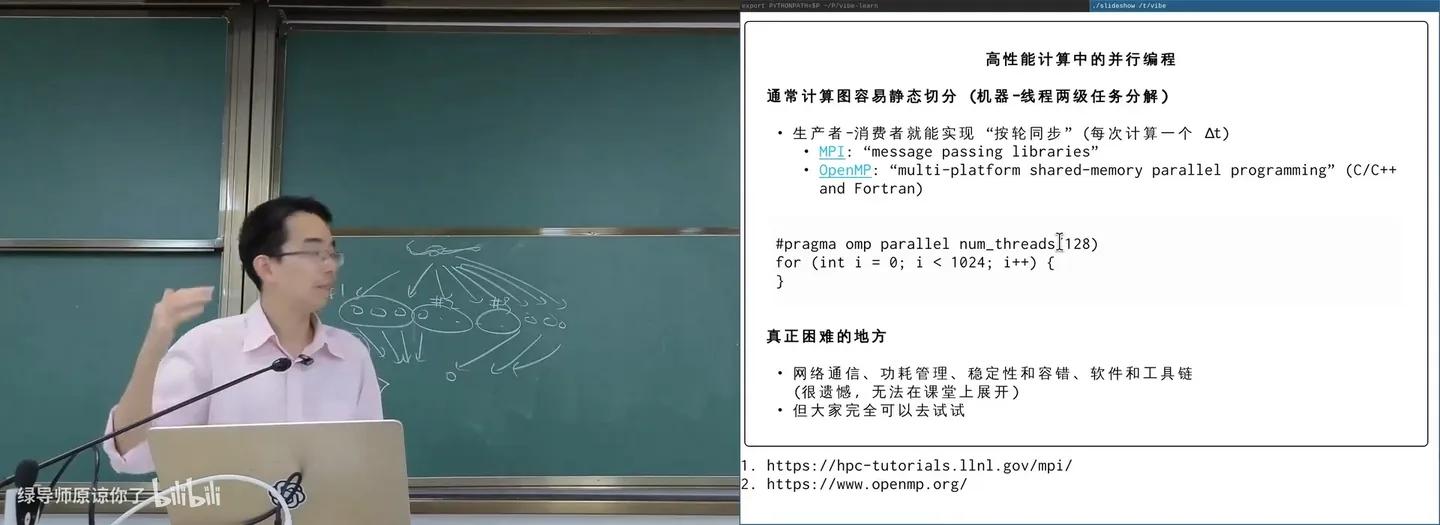 export PYTHONPATH=$P ~/P/vibe-learn
./slideshow /t/vibe
高性能计算中的并行编程
通常计算图容易静态切分 (机器-线程两级任务分解)
• 生产者-消费者就能实现 “按轮同步” (每次计算一个 Δt)
• MPI: “message passing libraries”
• OpenMP: “multi-platform shared-memory parallel programming” (C/C++
and Fortran)
#pragma omp parallel num_threads(128)
for (int i = 0; i < 1024; i++) {
}
真正困难的地方
• 网络通信、功耗管理、稳定性和容错、软件和工具链
(很遗憾, 无法在课堂上展开)
• 但大家完全可以去试试
1. https://hpc-tutorials.llnl.gov/mpi/
2. https://www.openmp.org/
绿导师原谅你了 bilibili